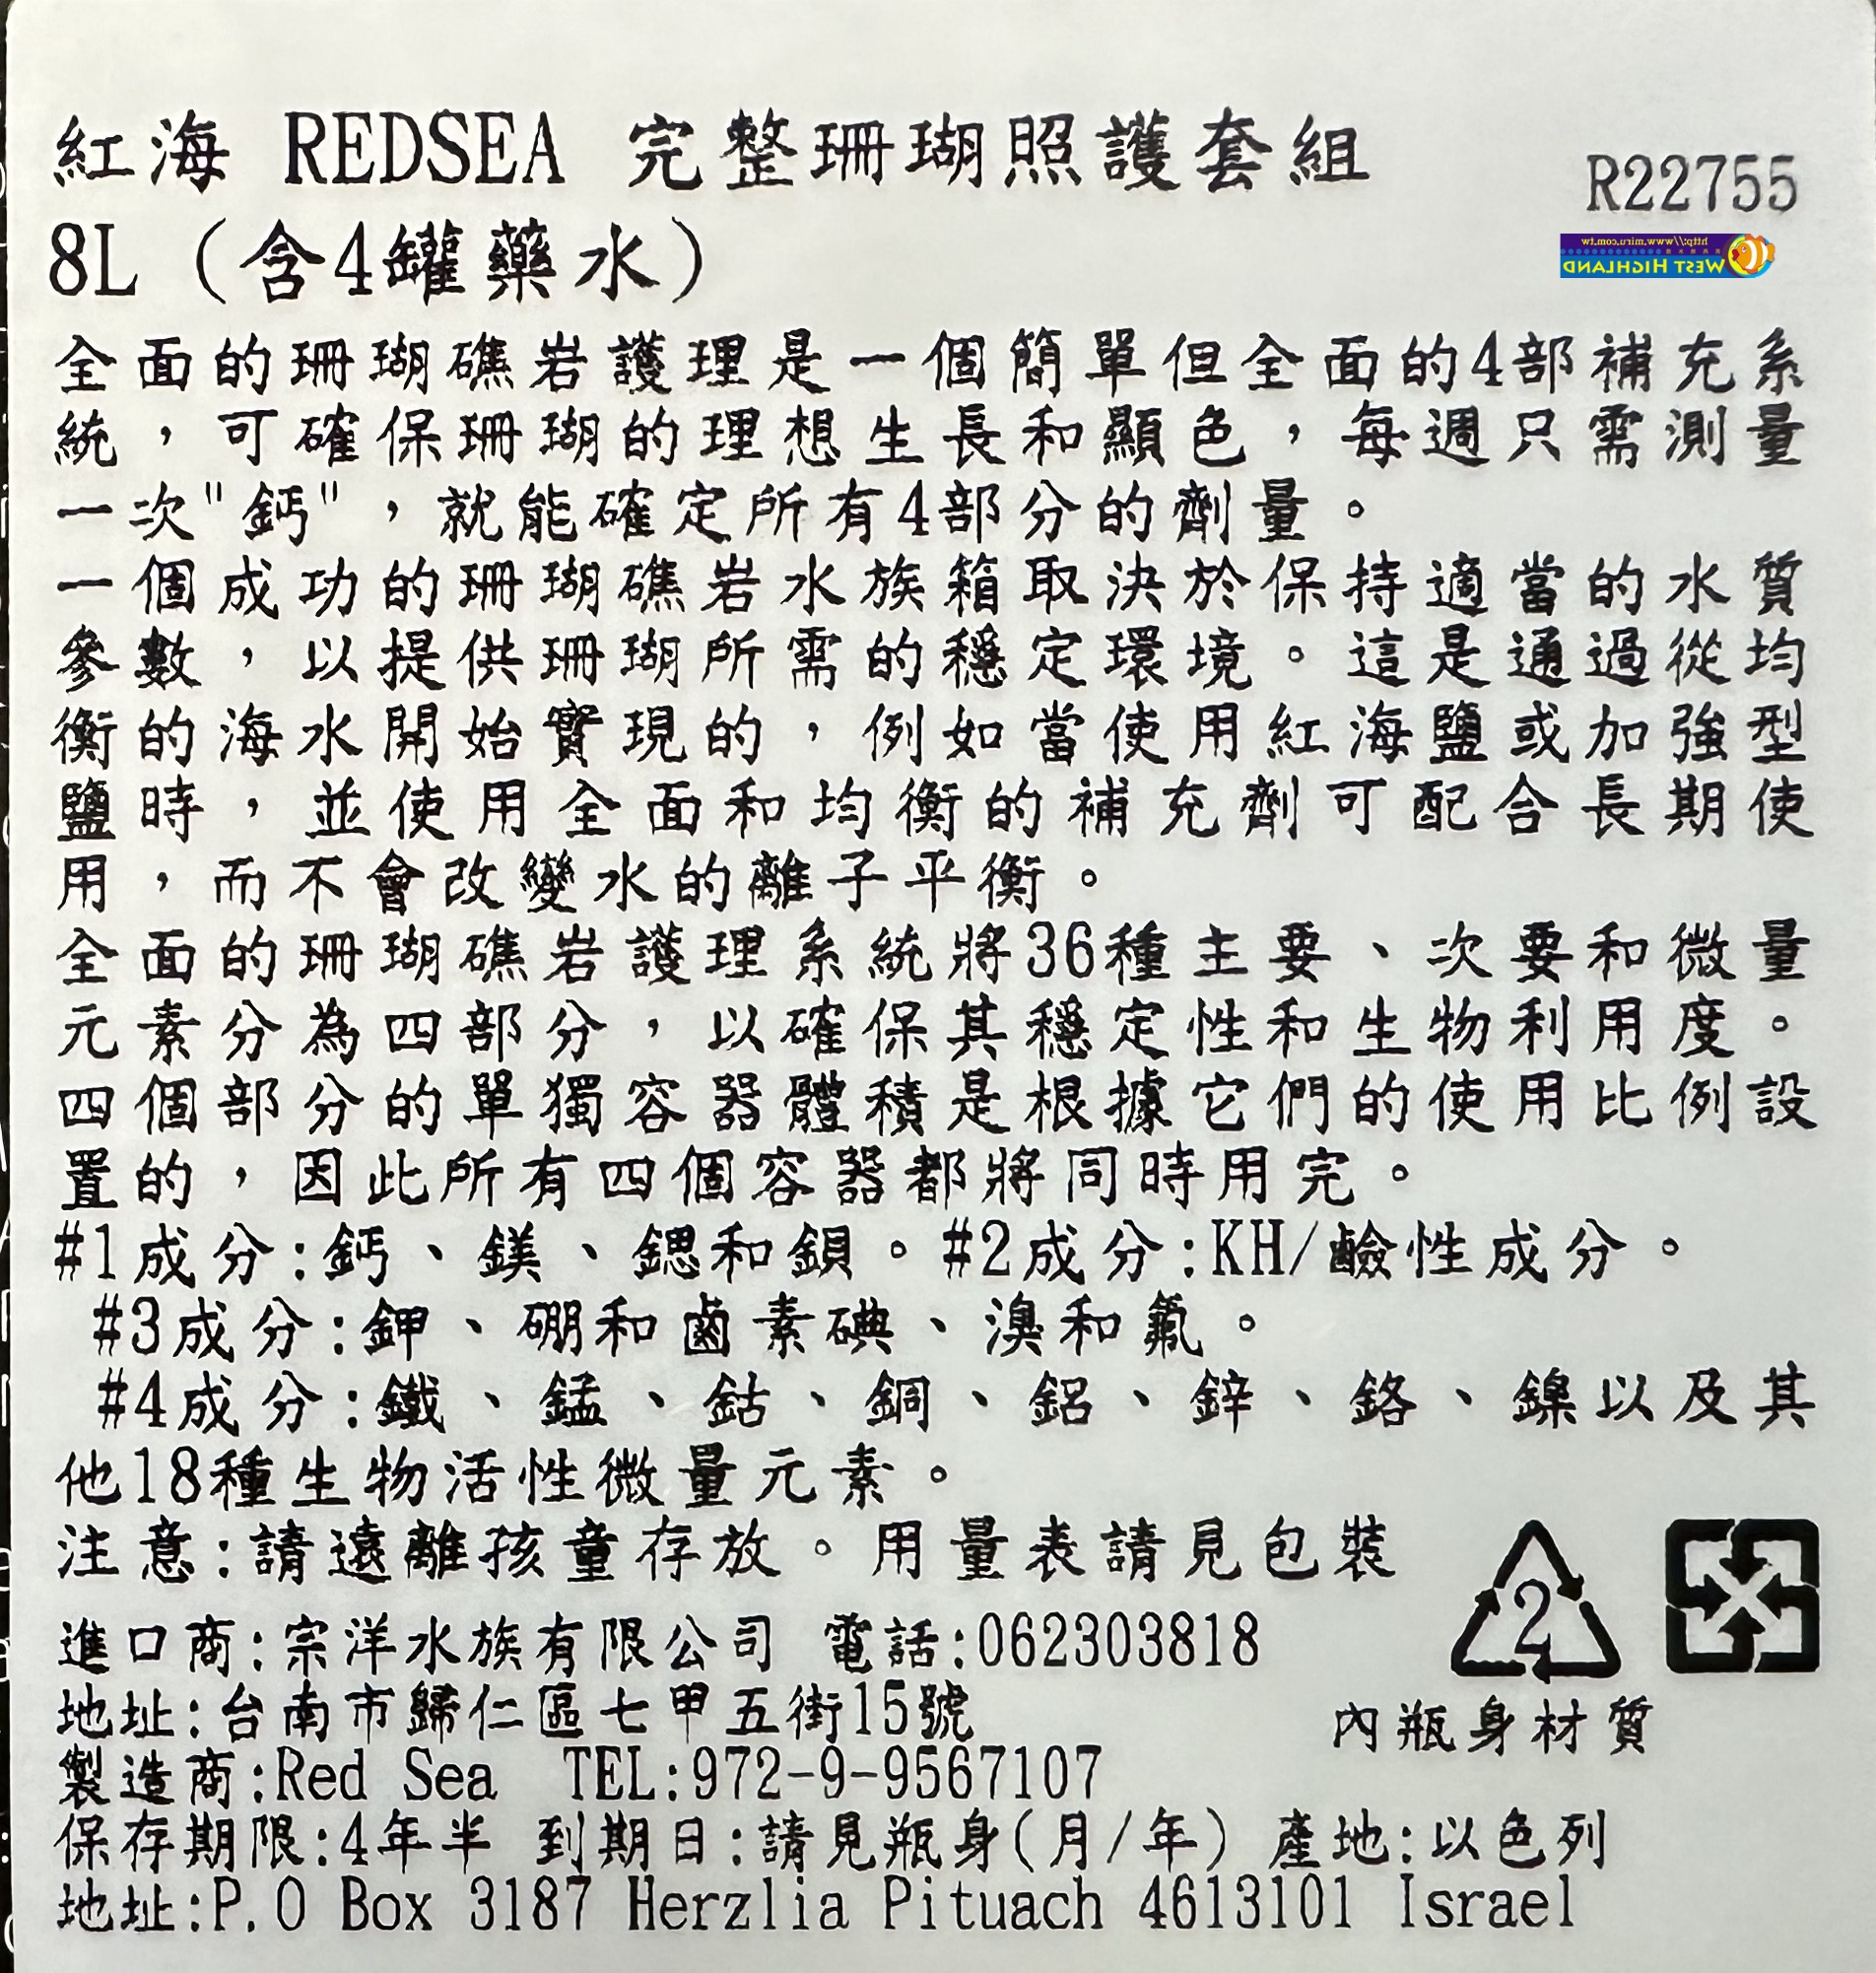 紅海 REDSEA 完整珊瑚照護套組
R22755
8L（含4罐藥水）
http://www.miru.com.tw
WEST HIGHLAND
全面的珊瑚礁岩護理是一個簡單但全面的4部補充系
統，可確保珊瑚的理想生長和顯色，每週只需測量
一次"鈣"，就能確定所有4部分的劑量。
一個成功的珊瑚礁岩水族箱取決於保持適當的水質
參數，以提供珊瑚所需的穩定環境。這是通過從均
衡的海水開始實現的，例如當使用紅海鹽或加強型
鹽時，並使用全面和均衡的補充劑可配合長期使
用，而不會改變水的離子平衡。
全面的珊瑚礁岩護理系統將36種主要、次要和微量
元素分為四部分，以確保其穩定性和生物利用度。
四個部分的單獨容器體積是根據它們的使用比例設
置的，因此所有四個容器都將同時用完。
#1成分:鈣、鎂、鍶和鋇。#2成分:KH/鹼性成分。
#3成分:鉀、硼和鹵素碘、溴和氟。
#4成分:鐵、錳、鈷、銅、鋁、鋅、鉻、鎳以及其
他18種生物活性微量元素。
注意:請遠離孩童存放。用量表請見包裝
進口商:宗洋水族有限公司 電話:062303818
地址:台南市歸仁區七甲五街15號
2
內瓶身材質
製造商:Red Sea TEL:972-9-9567107
保存期限:4年半 到期日:請見瓶身(月/年) 產地:以色列
地址:P.O Box 3187 Herzlia Pituach 4613101 Israel